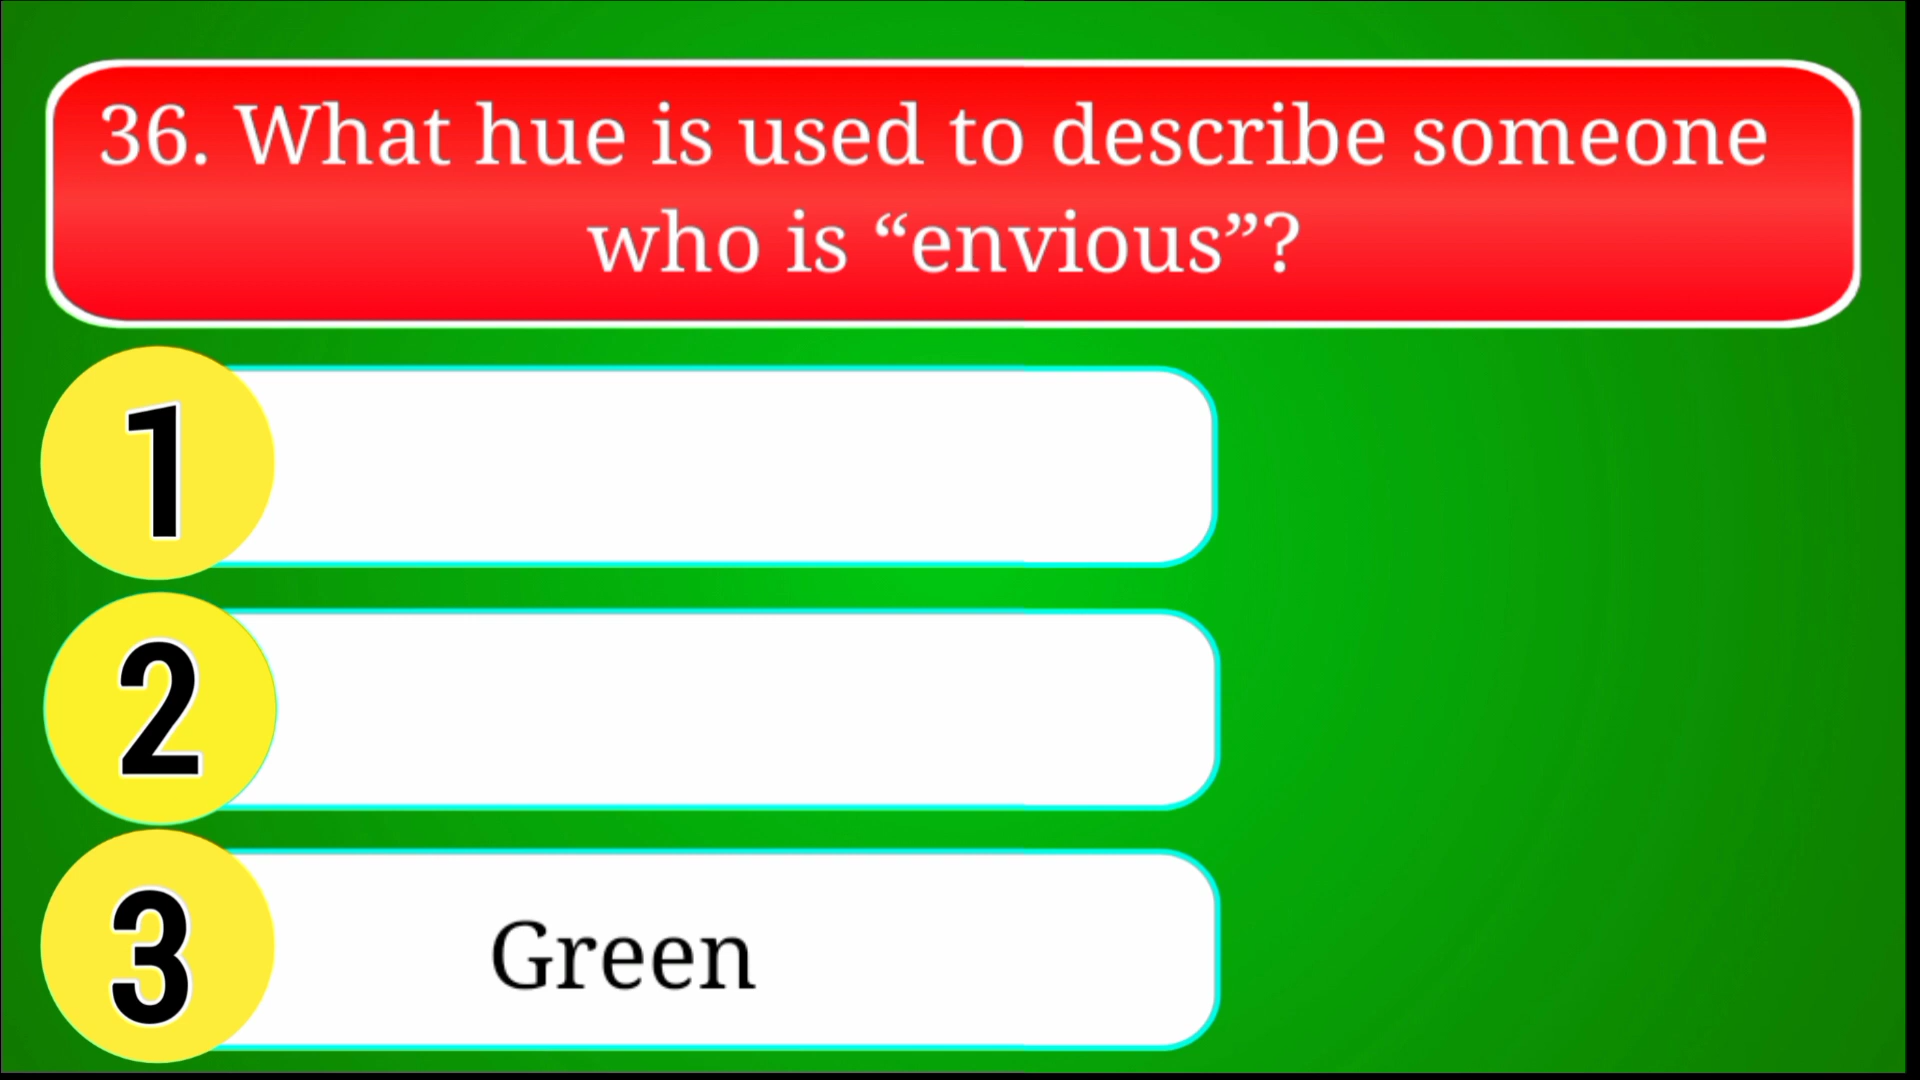 36. What hue is used to describe someone
who is “envious”?
1
2
3
Green